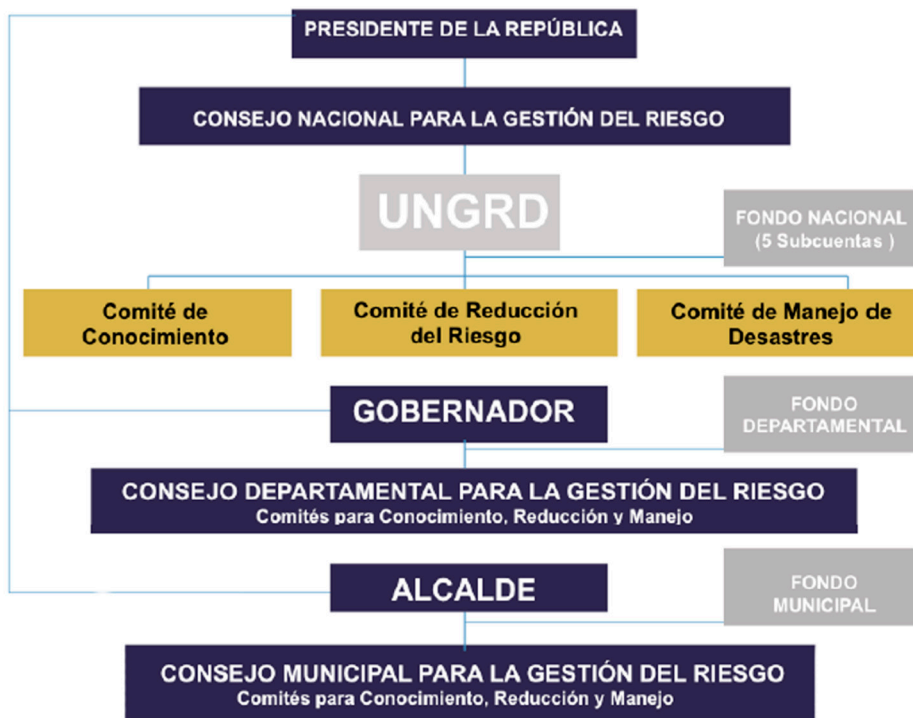 PRESIDENTE DE LA REPÚBLICA
CONSEJO NACIONAL PARA LA GESTIÓN DEL RIESGO
UNGRD
FONDO NACIONAL
(5 Subcuentas )
Comité de
Conocimiento
Comité de Reducción
del Riesgo
Comité de Manejo de
Desastres
GOBERNADOR
FONDO
DEPARTAMENTAL
CONSEJO DEPARTAMENTAL PARA LA GESTIÓN DEL RIESGO
Comités para Conocimiento, Reducción y Manejo
ALCALDE
FONDO
MUNICIPAL
CONSEJO MUNICIPAL PARA LA GESTIÓN DEL RIESGO
Comités para Conocimiento, Reducción y Manejo